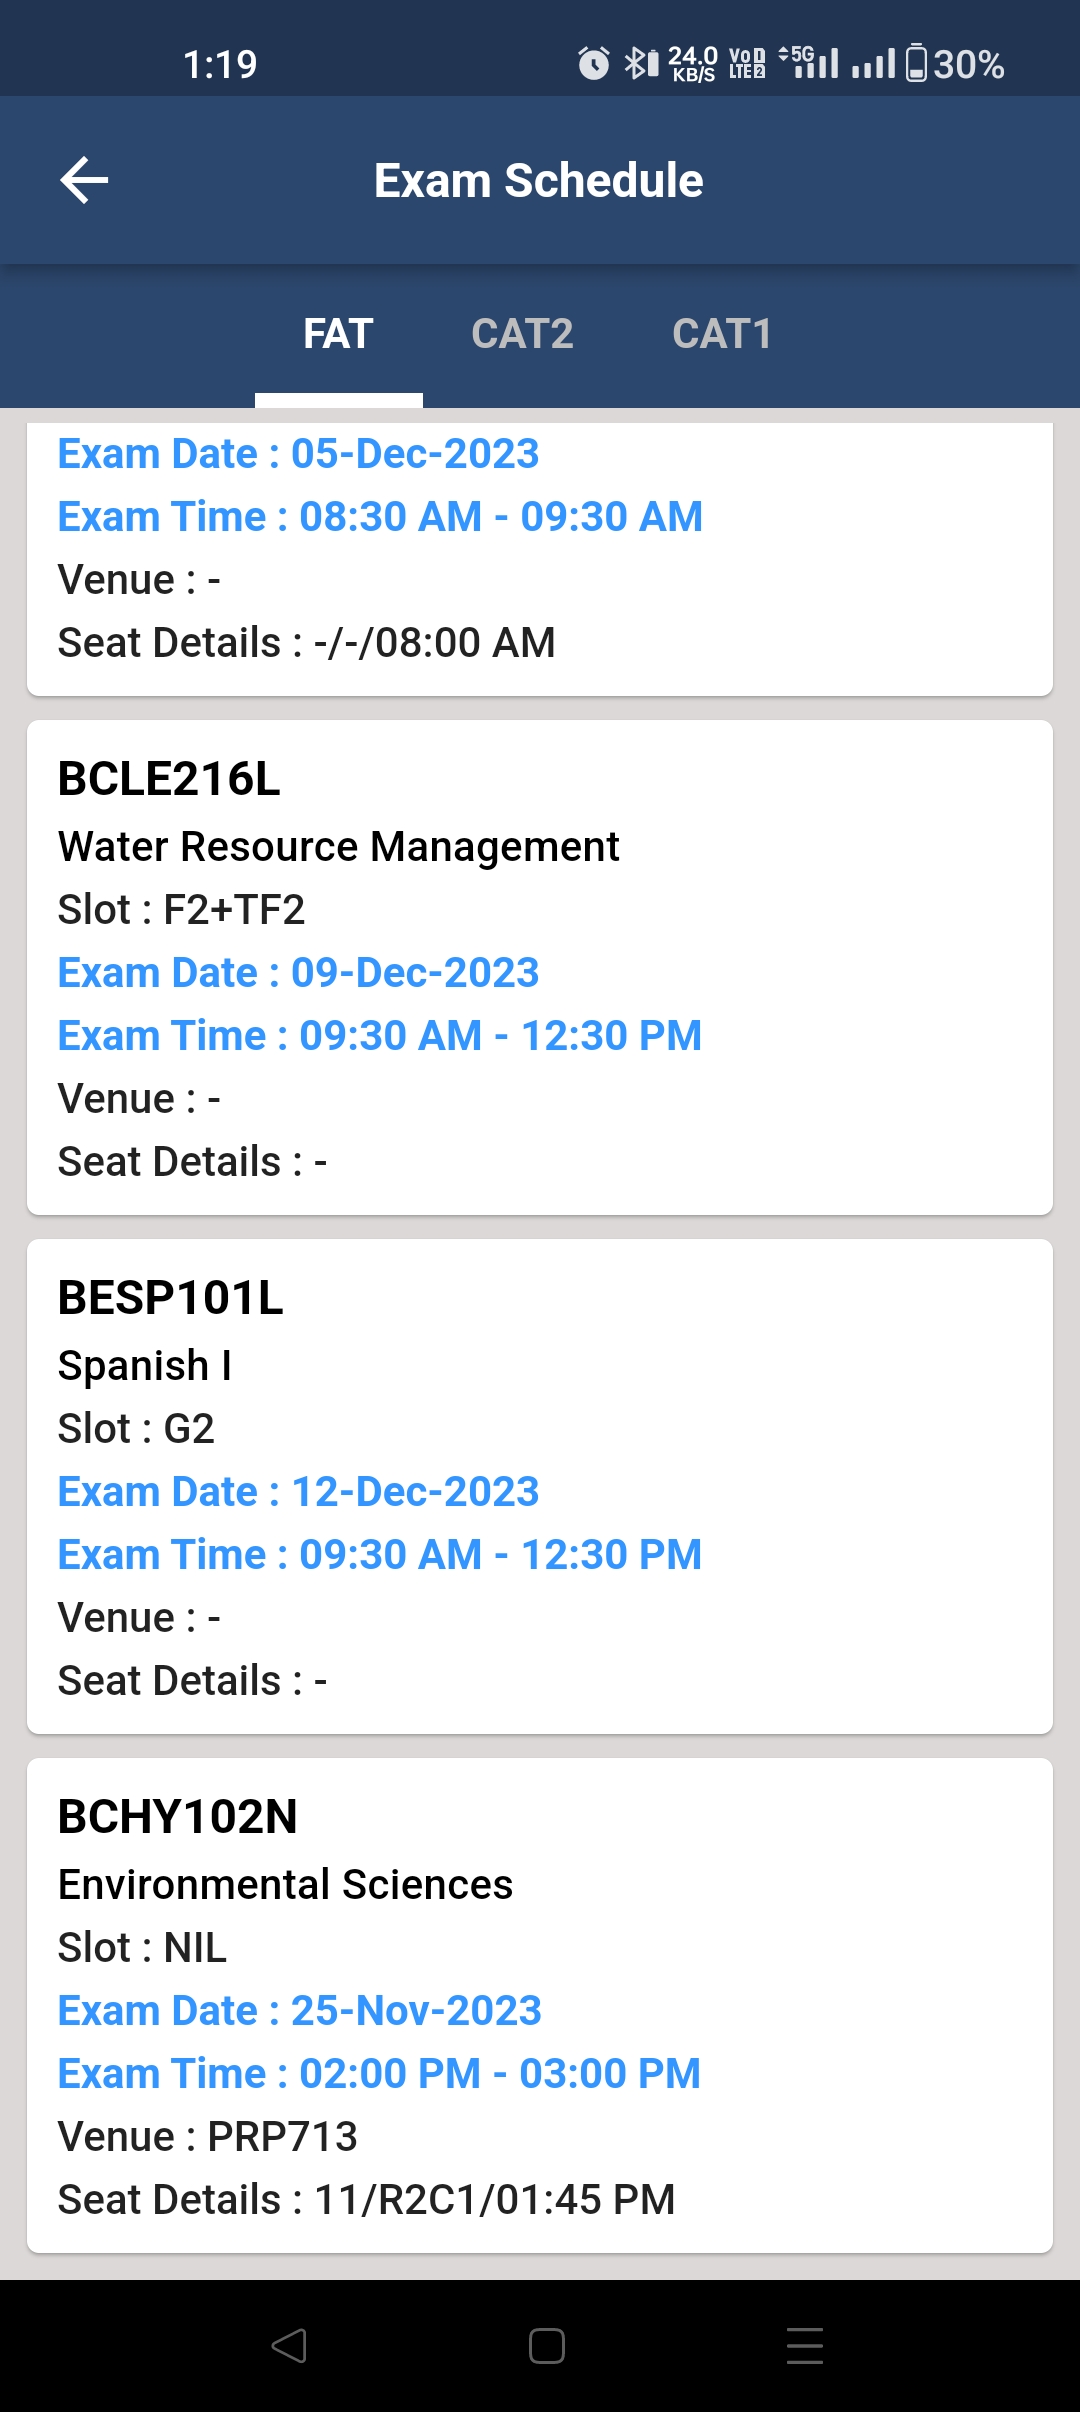 1:19 24.0 KB/S VoD LTE 2 5G 30%
Exam Schedule
FAT CAT2 CAT1
Exam Date : 05-Dec-2023
Exam Time : 08:30 AM - 09:30 AM
Venue : -
Seat Details : -/-/08:00 AM
BCLE216L
Water Resource Management
Slot : F2+TF2
Exam Date : 09-Dec-2023
Exam Time : 09:30 AM - 12:30 PM
Venue : -
Seat Details : -
BESP101L
Spanish I
Slot : G2
Exam Date : 12-Dec-2023
Exam Time : 09:30 AM - 12:30 PM
Venue : -
Seat Details : -
BCHY102N
Environmental Sciences
Slot : NIL
Exam Date : 25-Nov-2023
Exam Time : 02:00 PM - 03:00 PM
Venue : PRP713
Seat Details : 11/R2C1/01:45 PM